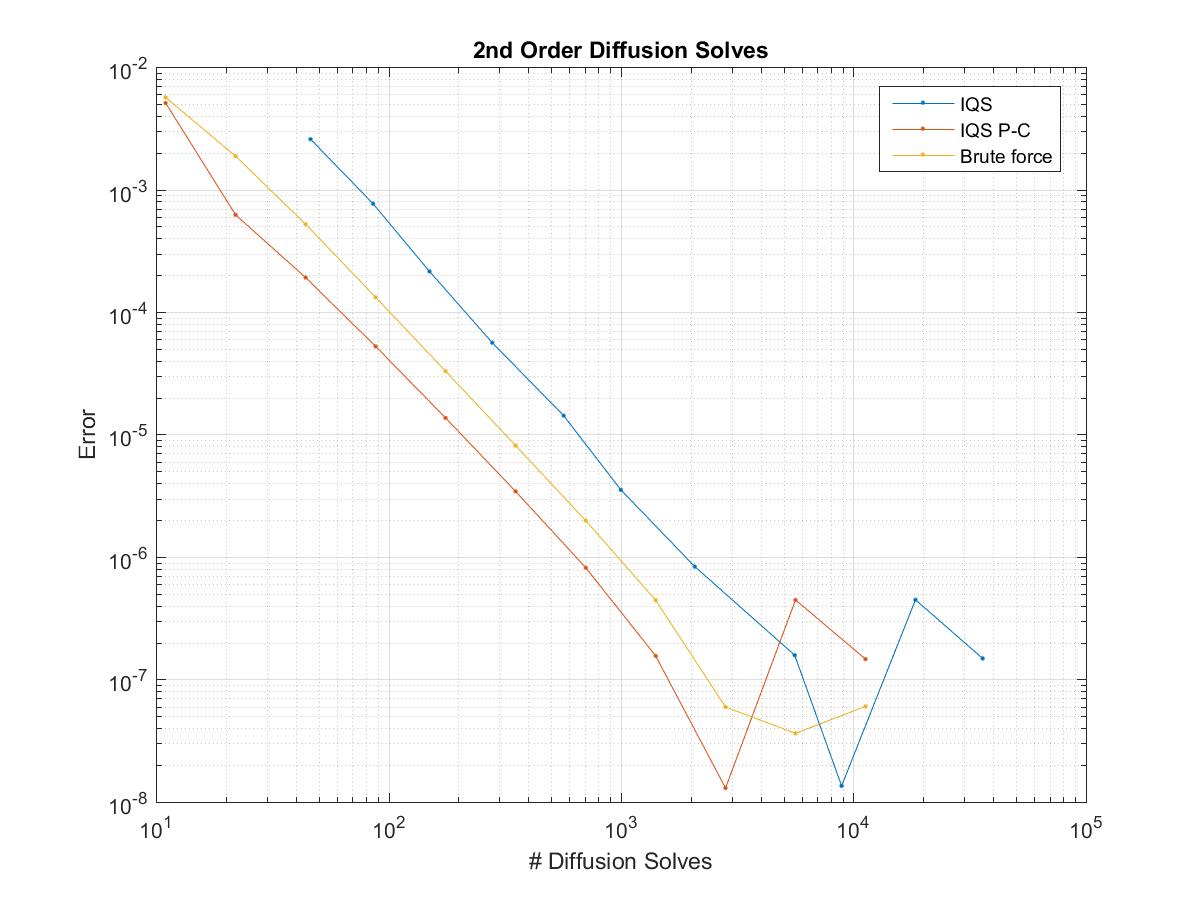 2nd Order Diffusion Solves
10^-2
10^-3
10^-4
10^-5
10^-6
10^-7
10^-8
Error
IQS
IQS P-C
Brute force
10^1 10^2 10^3 10^4 10^5
# Diffusion Solves